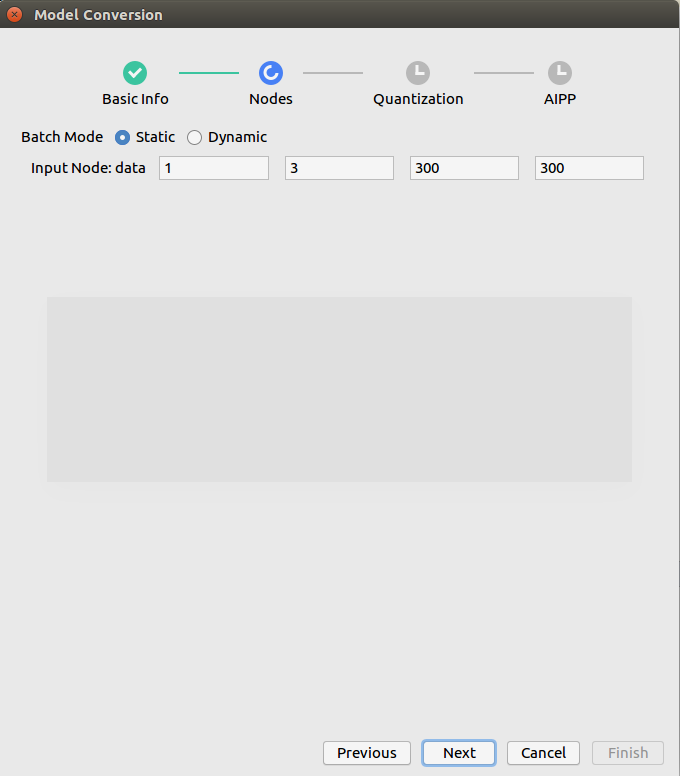 Model Conversion
Basic Info Nodes Quantization AIPP
Batch Mode Static Dynamic
Input Node: data 1 3 300 300
Previous Next Cancel Finish